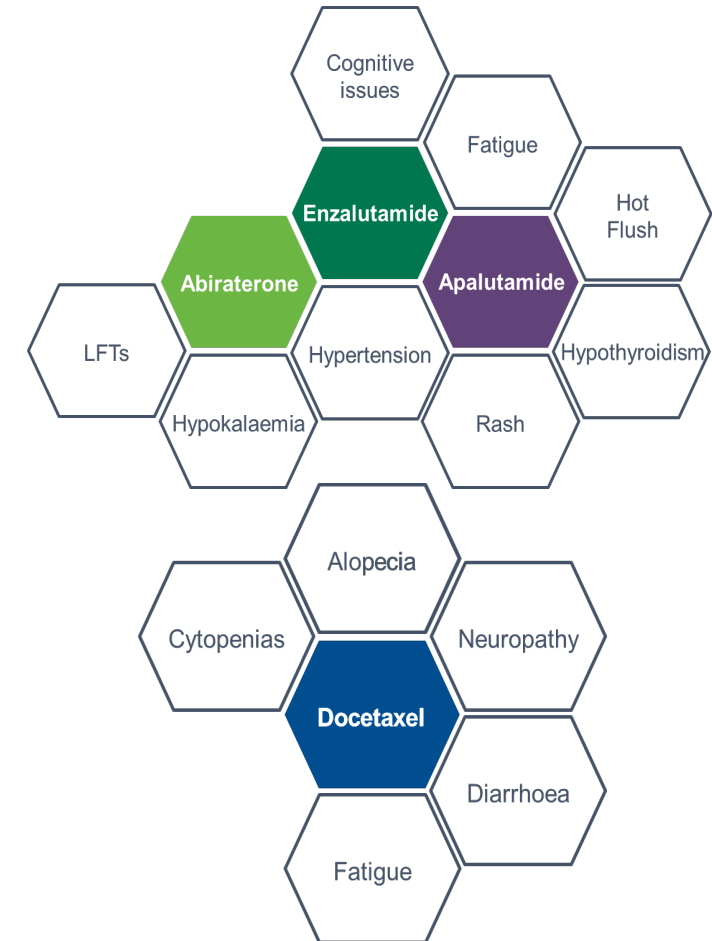 Cognitive
issues
Fatigue
Hot
Flush
Enzalutamide
Abiraterone
Apalutamide
LFTs
Hypertension
Hypothyroidism
Hypokalaemia
Rash
Alopecia
Cytopenias
Neuropathy
Docetaxel
Diarrhoea
Fatigue